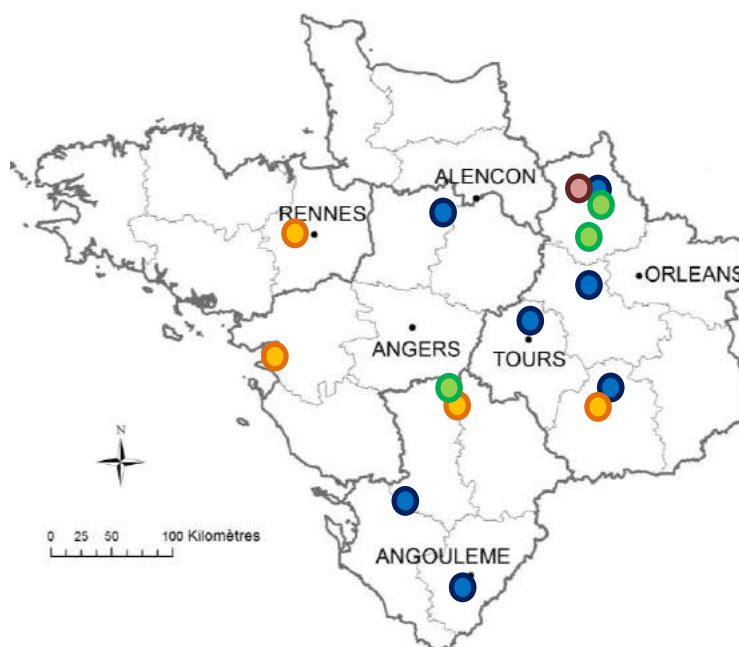 ALENCON
RENNES
ORLEANS
ANGERS
TOURS
N
0 25 50 100 Kilomètres
ANGOULEME